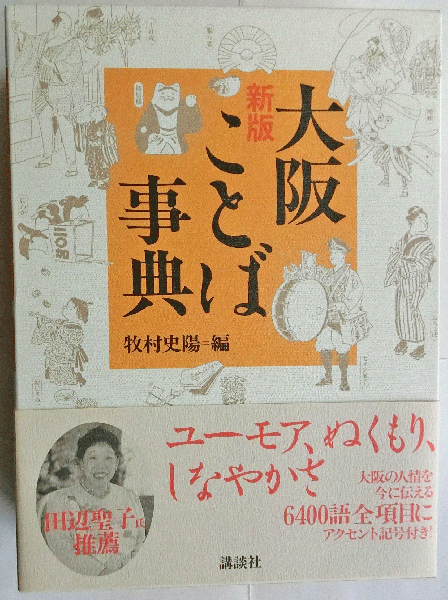 新版
大阪
ことば
事典
牧村史陽=編
ユーモア、ぬくもり、
しなやかさ
大阪の人情を
今に伝える
6400語全項目に
アクセント記号付き!
田辺聖子氏
推薦
講談社